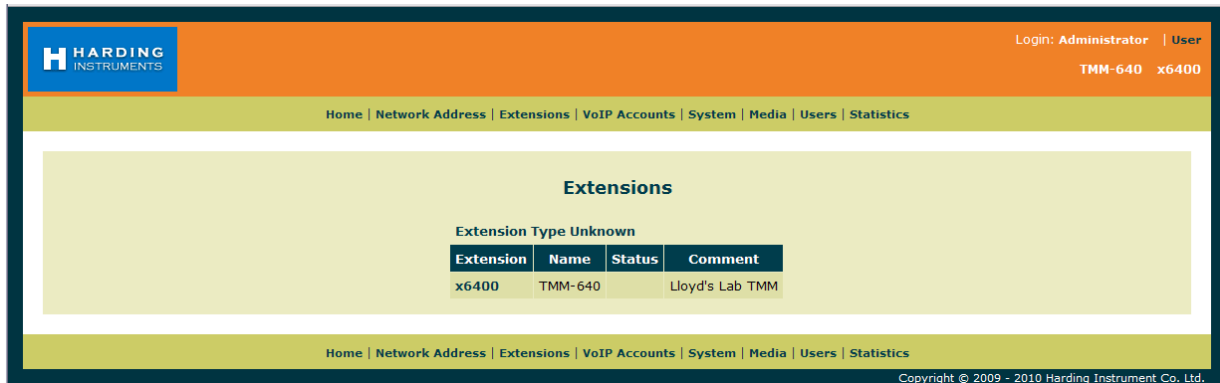 HARDING
INSTRUMENTS
Login: Administrator | User
TMM-640 x6400
Home | Network Address | Extensions | VoIP Accounts | System | Media | Users | Statistics
Extensions
Extension Type Unknown
Extension Name Status Comment
x6400 TMM-640 Lloyd's Lab TMM
Home | Network Address | Extensions | VoIP Accounts | System | Media | Users | Statistics
Copyright © 2009 - 2010 Harding Instrument Co. Ltd.